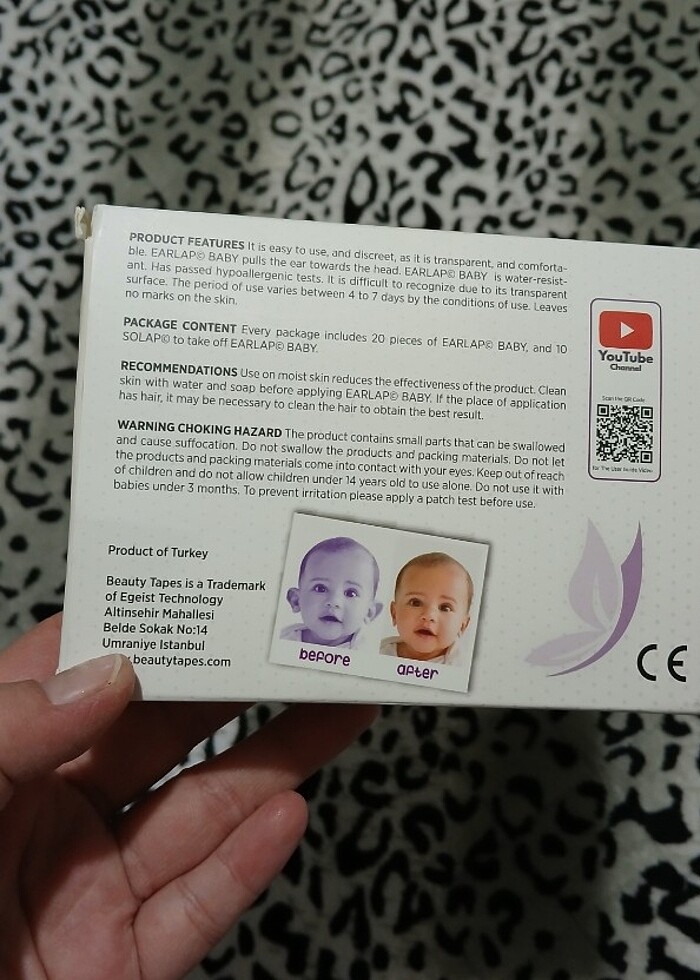 PRODUCT FEATURES It is easy to use, and discreet, as it is transparent, and comforta-
ble. EARLAP© BABY pulls the ear towards the head. EARLAP© BABY is water-resist-
ant. Has passed hypoallergenic tests. It is difficult to recognize due to its transparent
surface. The period of use varies between 4 to 7 days by the conditions of use. Leaves
no marks on the skin.
PACKAGE CONTENT Every package includes 20 pieces of EARLAP© BABY, and 10
SOLAP© to take off EARLAP© BABY.
RECOMMENDATIONS Use on moist skin reduces the effectiveness of the product. Clean
skin with water and soap before applying EARLAP© BABY. If the place of application
has hair, it may be necessary to clean the hair to obtain the best result.
WARNING CHOKING HAZARD The product contains small parts that can be swallowed
and cause suffocation. Do not swallow the products and packing materials. Do not let
the products and packing materials come into contact with your eyes. Keep out of reach
of children and do not allow children under 14 years old to use alone. Do not use it with
babies under 3 months. To prevent irritation please apply a patch test before use.
YouTube
Channel
Scan the QR Code
for The User Guide Video
Product of Turkey
Beauty Tapes is a Trademark
of Egeist Technology
Altinsehir Mahallesi
Belde Sokak No:14
Umraniye Istanbul
.beautytapes.com
before
after
CE